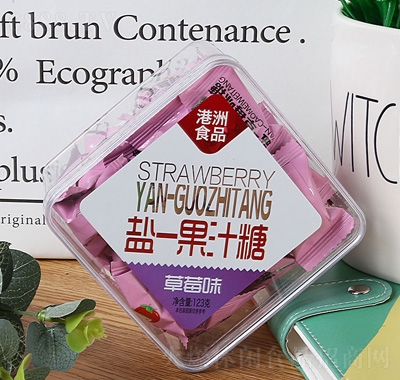 ft brun Contenance.
% Ecograp
s.
plus
original
港洲
食品
STRAWBERRY
YAN-GUOZHITANG
盐一果汁糖
草莓味
净含量:123克
WITC